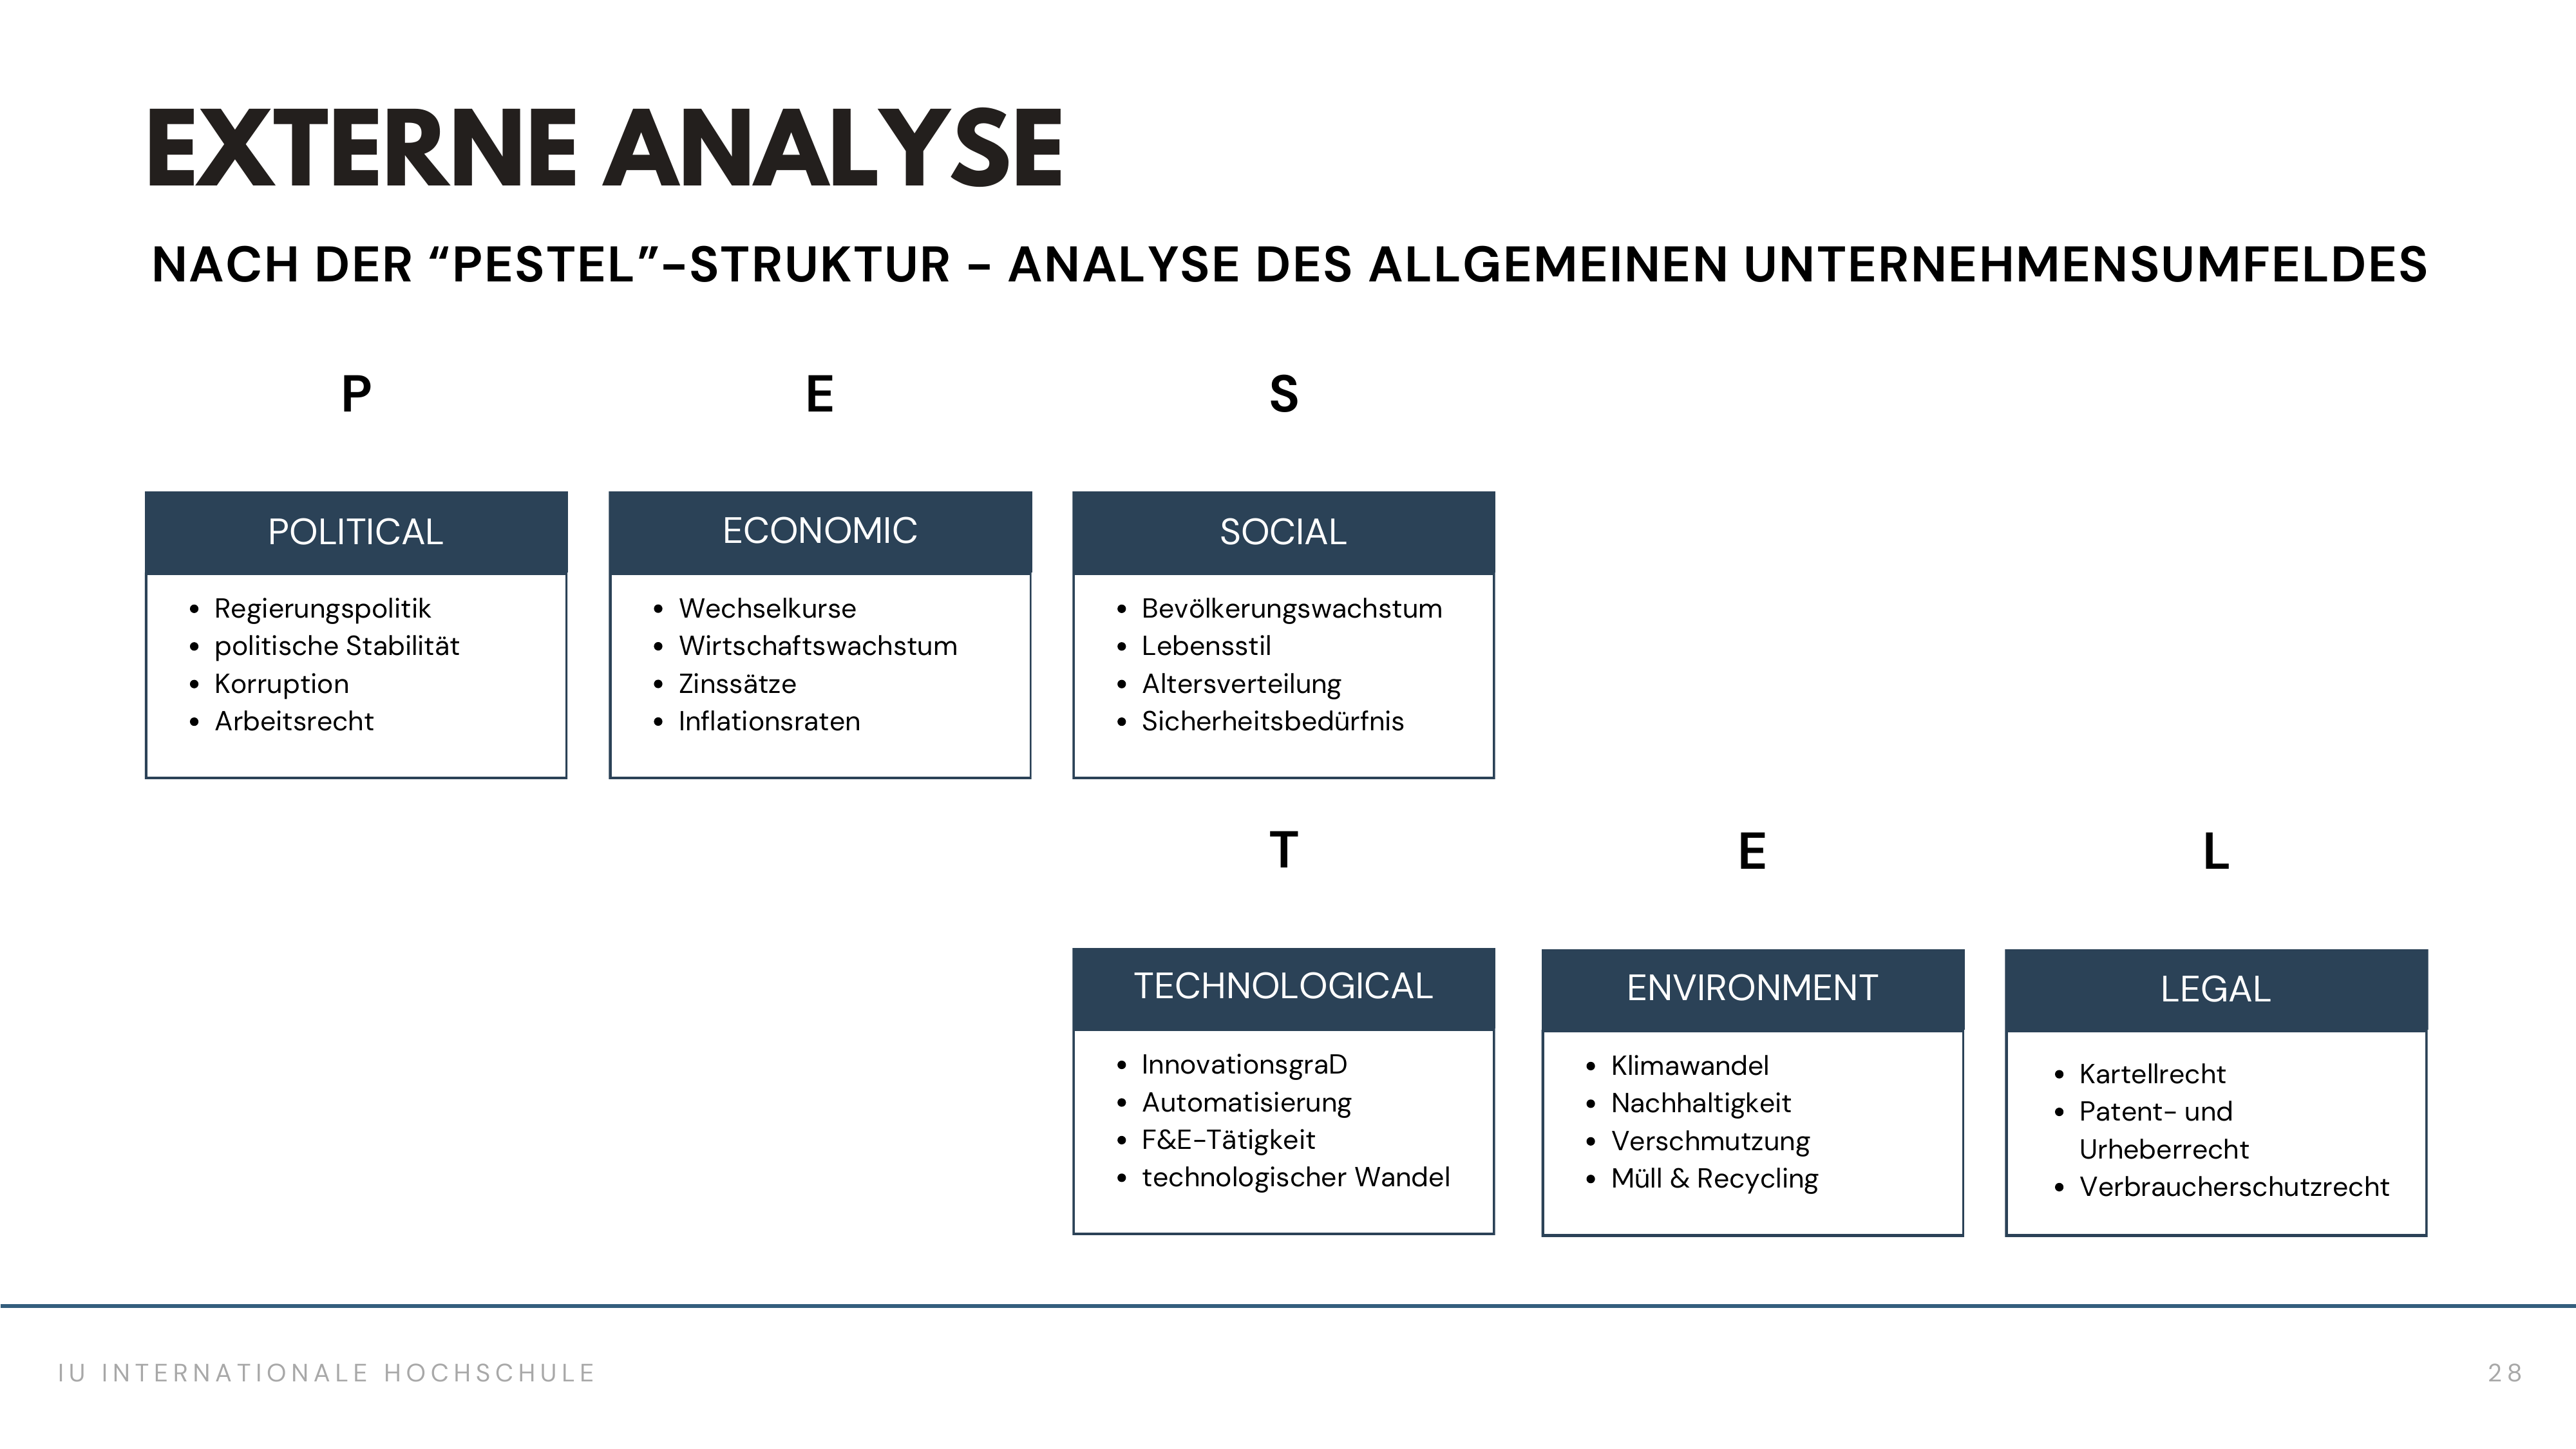 EXTERNE ANALYSE
NACH DER “PESTEL”-STRUKTUR – ANALYSE DES ALLGEMEINEN UNTERNEHMENSUMFELDES
P
E
S
POLITICAL
• Regierungspolitik
• politische Stabilität
• Korruption
• Arbeitsrecht
ECONOMIC
• Wechselkurse
• Wirtschaftswachstum
• Zinssätze
• Inflationsraten
SOCIAL
• Bevölkerungswachstum
• Lebensstil
• Altersverteilung
• Sicherheitsbedürfnis
T
E
L
TECHNOLOGICAL
• InnovationsgraD
• Automatisierung
• F&E-Tätigkeit
• technologischer Wandel
ENVIRONMENT
• Klimawandel
• Nachhaltigkeit
• Verschmutzung
• Müll & Recycling
LEGAL
• Kartellrecht
• Patent- und
Urheberrecht
• Verbraucherschutzrecht
IU INTERNATIONALE HOCHSCHULE
28